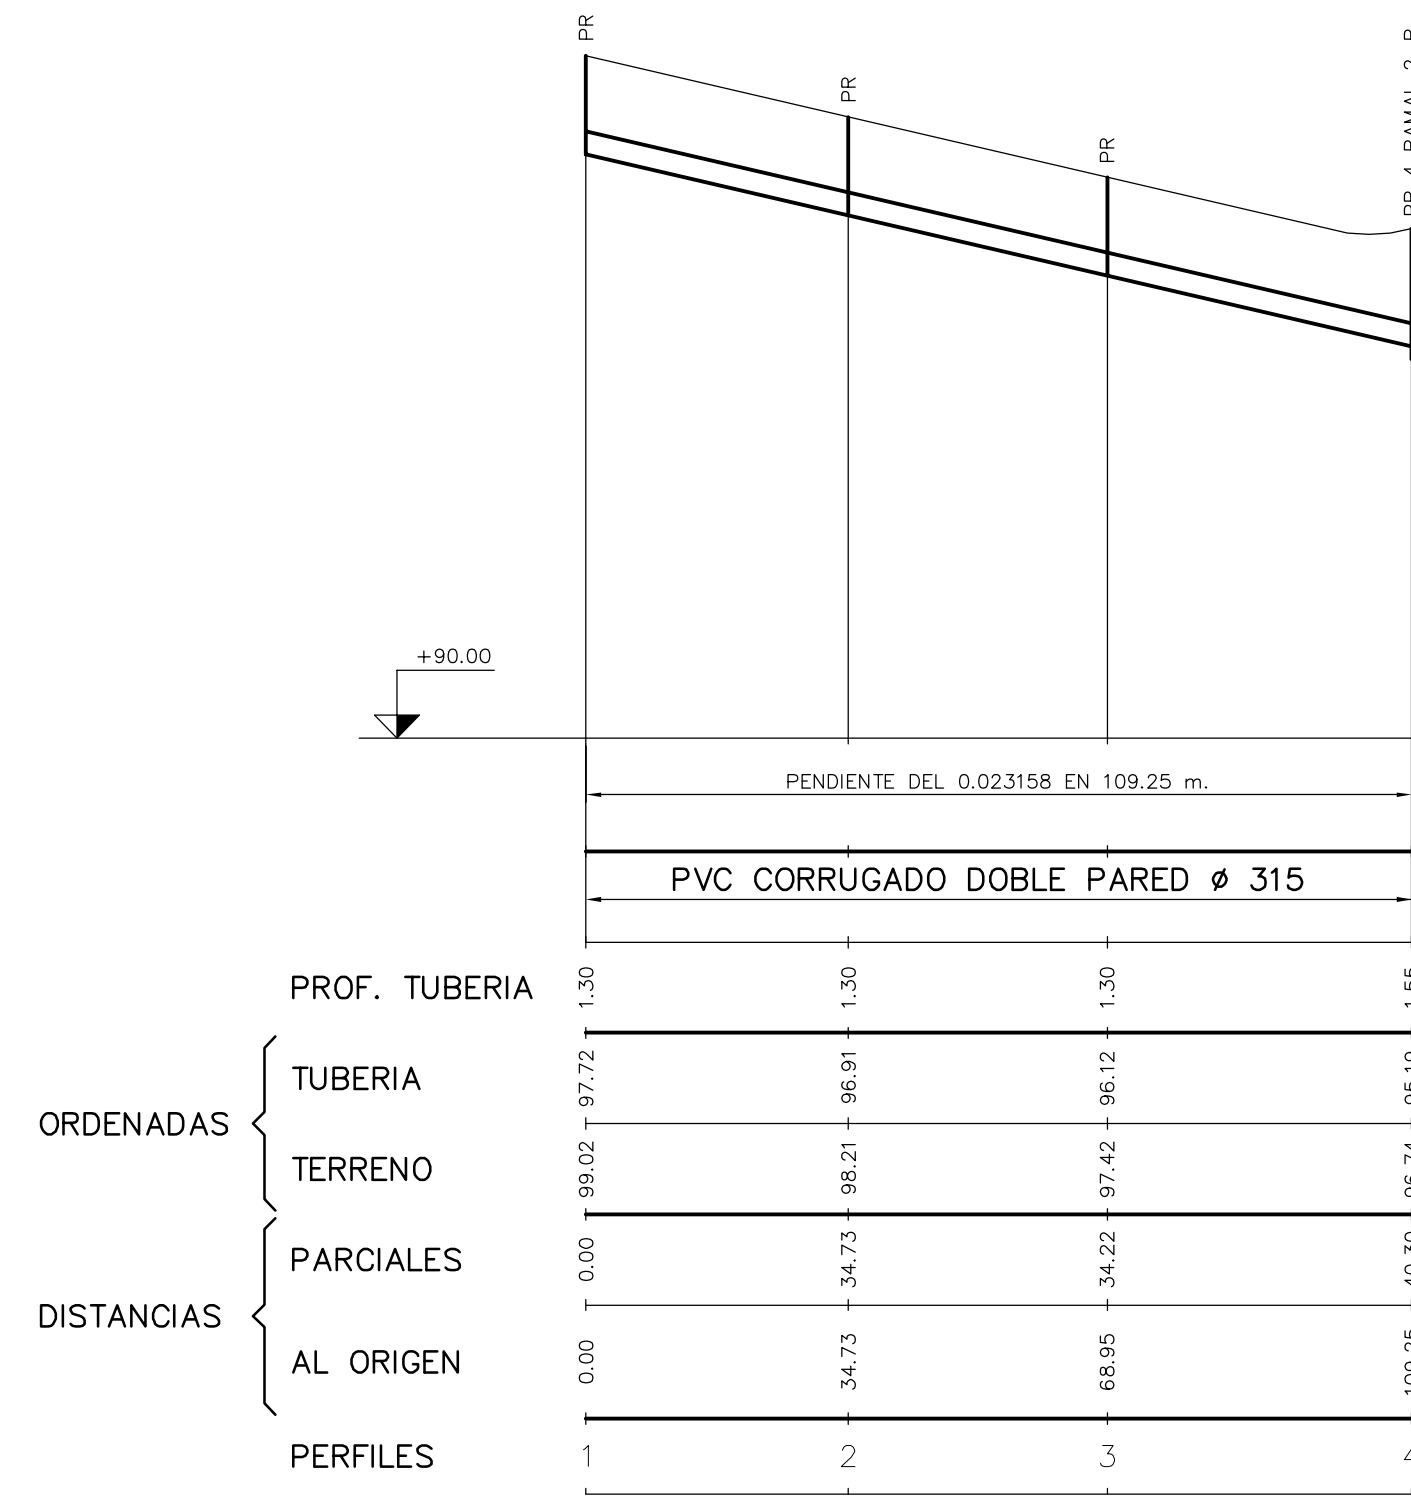 PR
PR
PR
+90.00
PENDIENTE DEL 0.023158 EN 109.25 m.
PVC CORRUGADO DOBLE PARED ø 315
PROF. TUBERIA 1.30 1.30 1.30
ORDENADAS
TUBERIA 97.72 96.91 96.12
TERRENO 99.02 98.21 97.42
DISTANCIAS
PARCIALES 0.00 34.73 34.22
AL ORIGEN 0.00 34.73 68.95 109.25
PERFILES 1 2 3 4